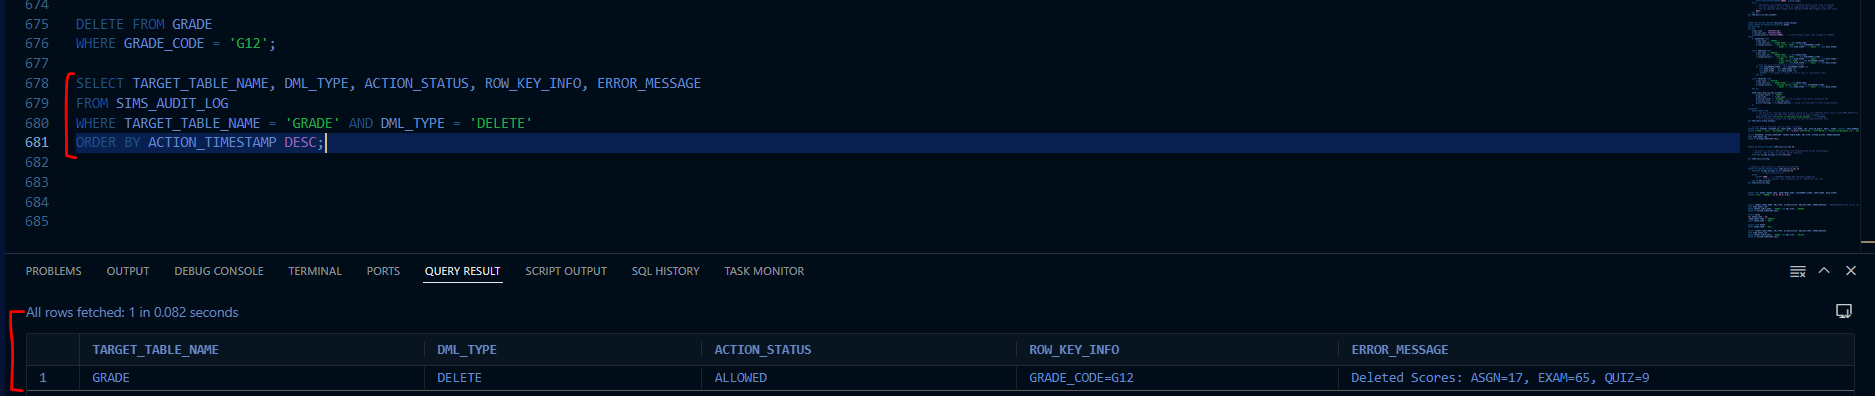 674
675 DELETE FROM GRADE
676 WHERE GRADE_CODE = 'G12';
677
678 SELECT TARGET_TABLE_NAME, DML_TYPE, ACTION_STATUS, ROW_KEY_INFO, ERROR_MESSAGE
679 FROM SIMS_AUDIT_LOG
680 WHERE TARGET_TABLE_NAME = 'GRADE' AND DML_TYPE = 'DELETE'
681 ORDER BY ACTION_TIMESTAMP DESC;
682
683
684
685
PROBLEMS OUTPUT DEBUG CONSOLE TERMINAL PORTS QUERY RESULT SCRIPT OUTPUT SQL HISTORY TASK MONITOR
All rows fetched: 1 in 0.082 seconds
TARGET_TABLE_NAME DML_TYPE ACTION_STATUS ROW_KEY_INFO ERROR_MESSAGE
1 GRADE DELETE ALLOWED GRADE_CODE=G12 Deleted Scores: ASGN=17, EXAM=65, QUIZ=9